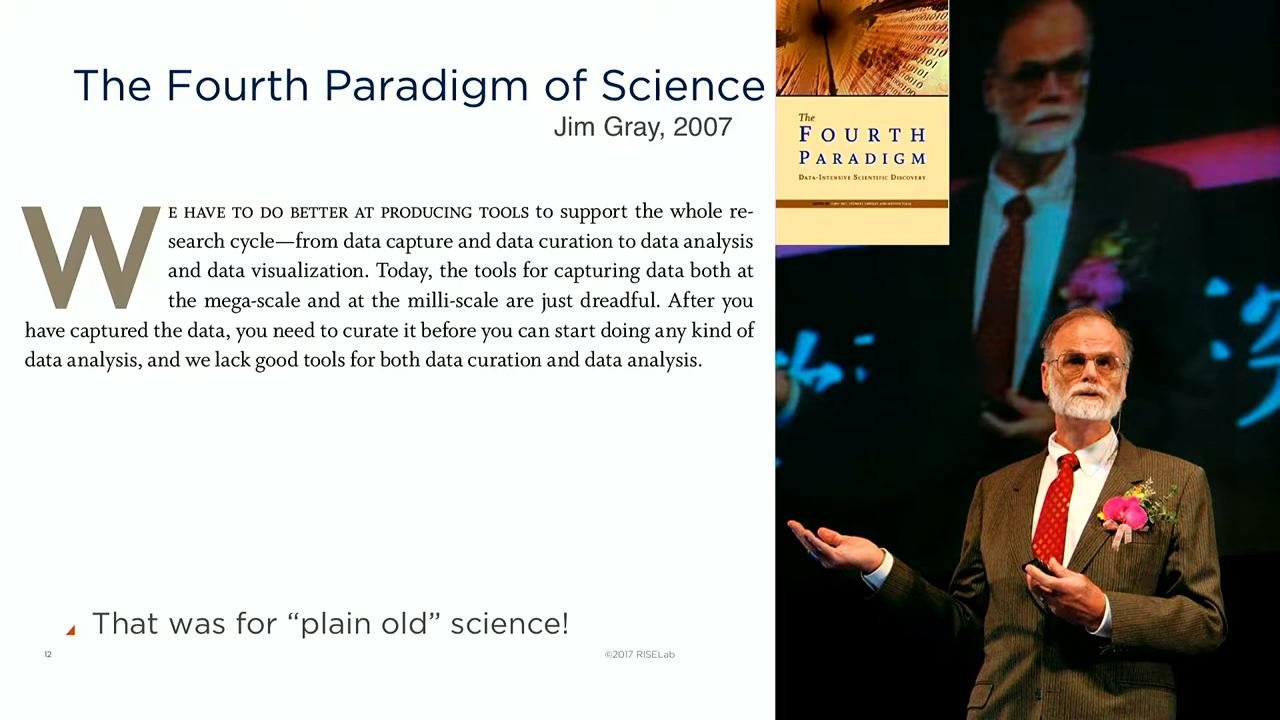 The Fourth Paradigm of Science
Jim Gray, 2007
WE HAVE TO DO BETTER AT PRODUCING TOOLS to support the whole re-
search cycle—from data capture and data curation to data analysis
and data visualization. Today, the tools for capturing data both at
the mega-scale and at the milli-scale are just dreadful. After you
have captured the data, you need to curate it before you can start doing any kind of
data analysis, and we lack good tools for both data curation and data analysis.
That was for “plain old” science!
12
©2017 RISELab
The
FOURTH
PARADIGM
DATA-INTENSIVE SCIENTIFIC DISCOVERY